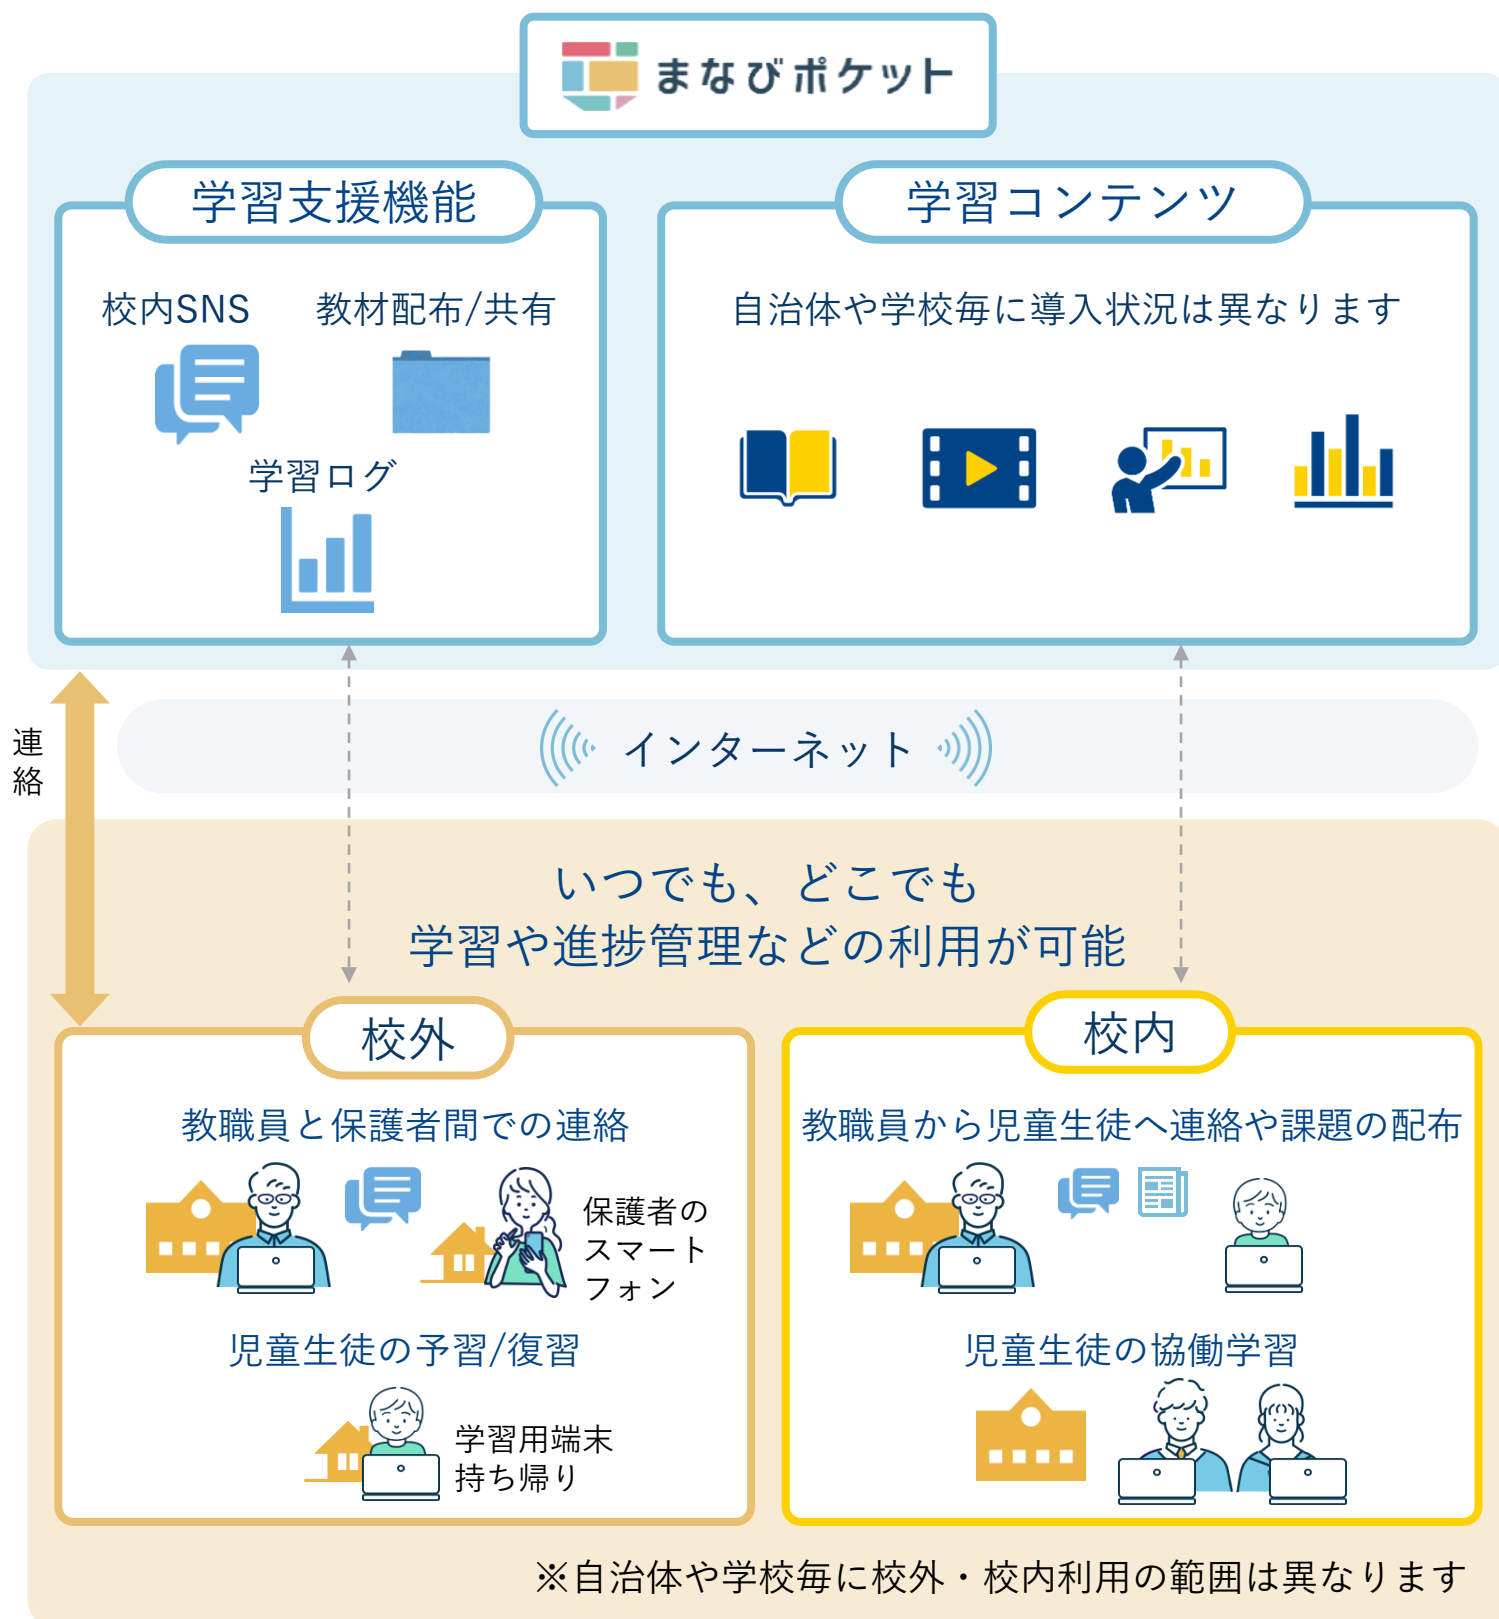 まなびポケット
学習支援機能
学習コンテンツ
校内SNS
教材配布/共有
学習ログ
自治体や学校毎に導入状況は異なります
連
絡
インターネット
いつでも、どこでも
学習や進捗管理などの利用が可能
校外
教職員と保護者間での連絡
保護者の
スマート
フォン
児童生徒の予習/復習
学習用端末
持ち帰り
校内
教職員から児童生徒へ連絡や課題の配布
児童生徒の協働学習
※自治体や学校毎に校外・校内利用の範囲は異なります